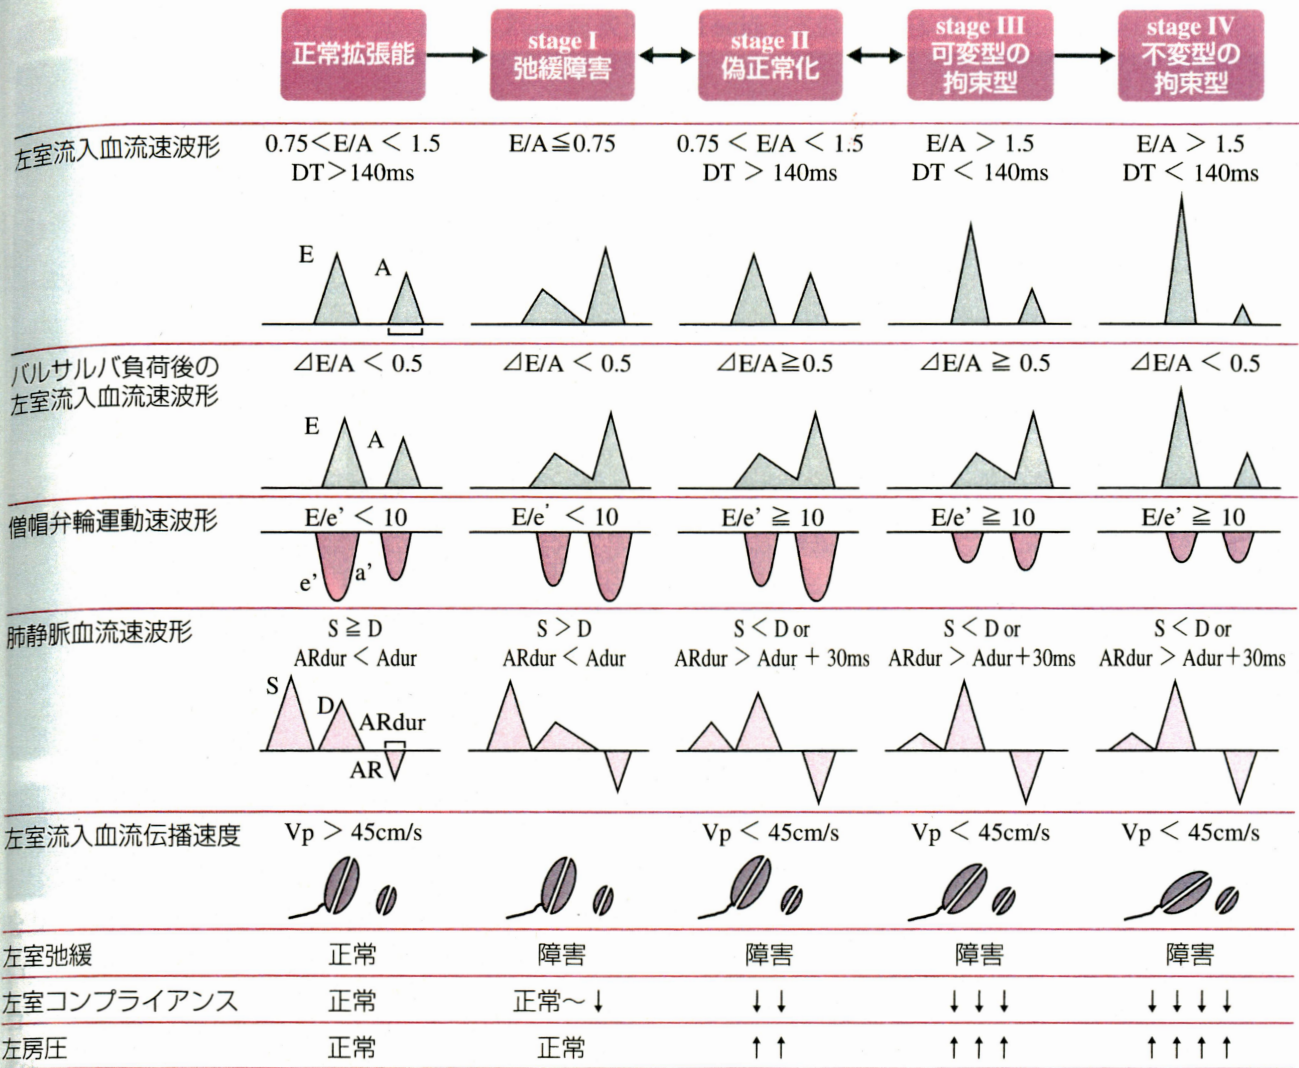 正常拡張能
stage I
弛緩障害
stage II
偽正常化
stage III
可変型の
拘束型
stage IV
不変型の
拘束型
左室流入血流速波形
0.75<E/A < 1.5
DT>140ms
E/A≦0.75
0.75 < E/A < 1.5
DT > 140ms
E/A > 1.5
DT < 140ms
E/A > 1.5
DT < 140ms
E
A
バルサルバ負荷後の
左室流入血流速波形
⊿E/A < 0.5
⊿E/A < 0.5
⊿E/A≧0.5
⊿E/A ≧ 0.5
⊿E/A < 0.5
E
A
僧帽弁輪運動速波形
E/e' < 10
E/e' < 10
E/e' ≧ 10
E/e' ≧ 10
E/e' ≧ 10
e'
a'
肺静脈血流速波形
S ≧ D
ARdur < Adur
S > D
ARdur < Adur
S < D or
ARdur > Adur + 30ms
S < D or
ARdur > Adur+30ms
S < D or
ARdur > Adur+30ms
S
D
ARdur
AR
左室流入血流伝播速度
Vp > 45cm/s
Vp < 45cm/s
Vp < 45cm/s
Vp < 45cm/s
左室弛緩
正常
障害
障害
障害
障害
左室コンプライアンス
正常
正常～↓
↓↓
↓↓↓
↓↓↓↓
左房圧
正常
正常
↑↑
↑↑↑
↑↑↑↑